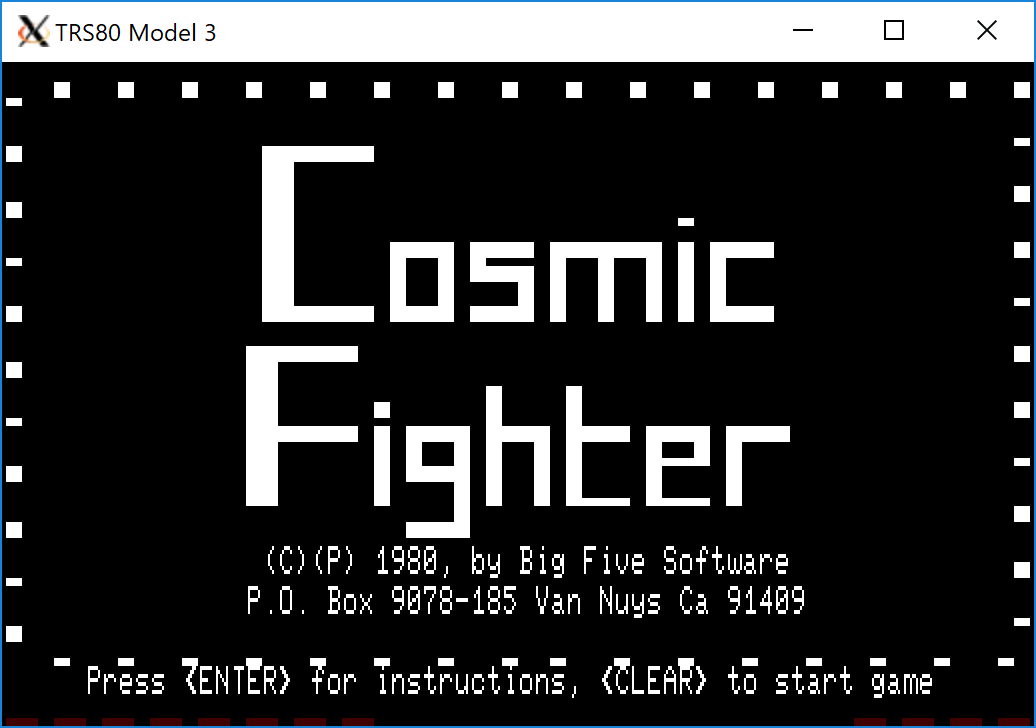 TRS80 Model 3
Cosmic
Fighter
(C)(P) 1980, by Big Five Software
P.O. Box 9078-185 Van Nuys Ca 91409
Press <ENTER> for instructions, <CLEAR> to start game